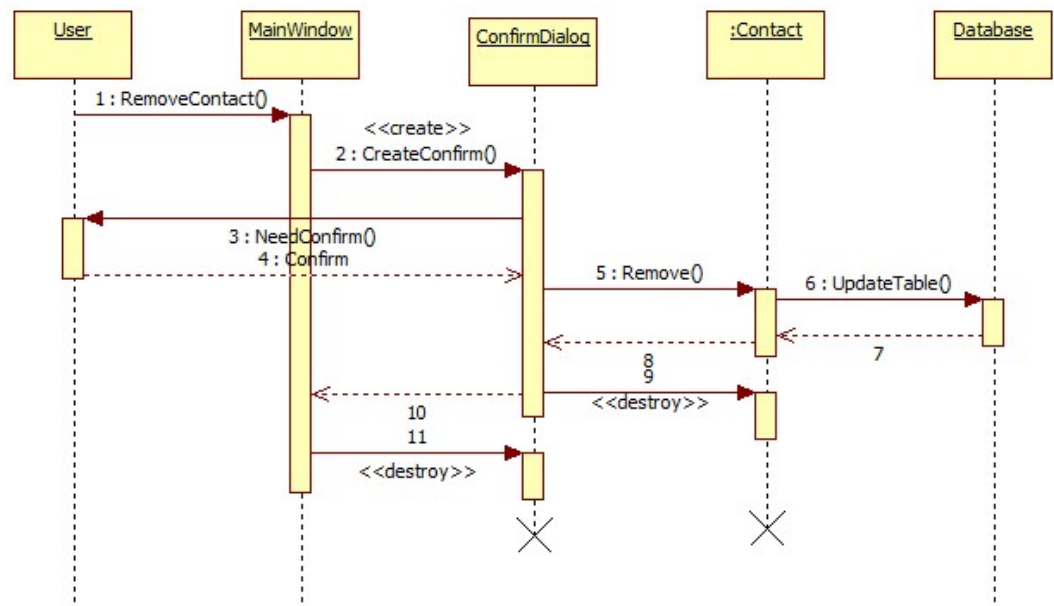 User
MainWindow
ConfirmDialog
:Contact
Database
1 : RemoveContact()
<<create>>
2 : CreateConfirm()
3 : NeedConfirm()
4 : Confirm
5 : Remove()
6 : UpdateTable()
7
8
9
<<destroy>>
10
11
<<destroy>>